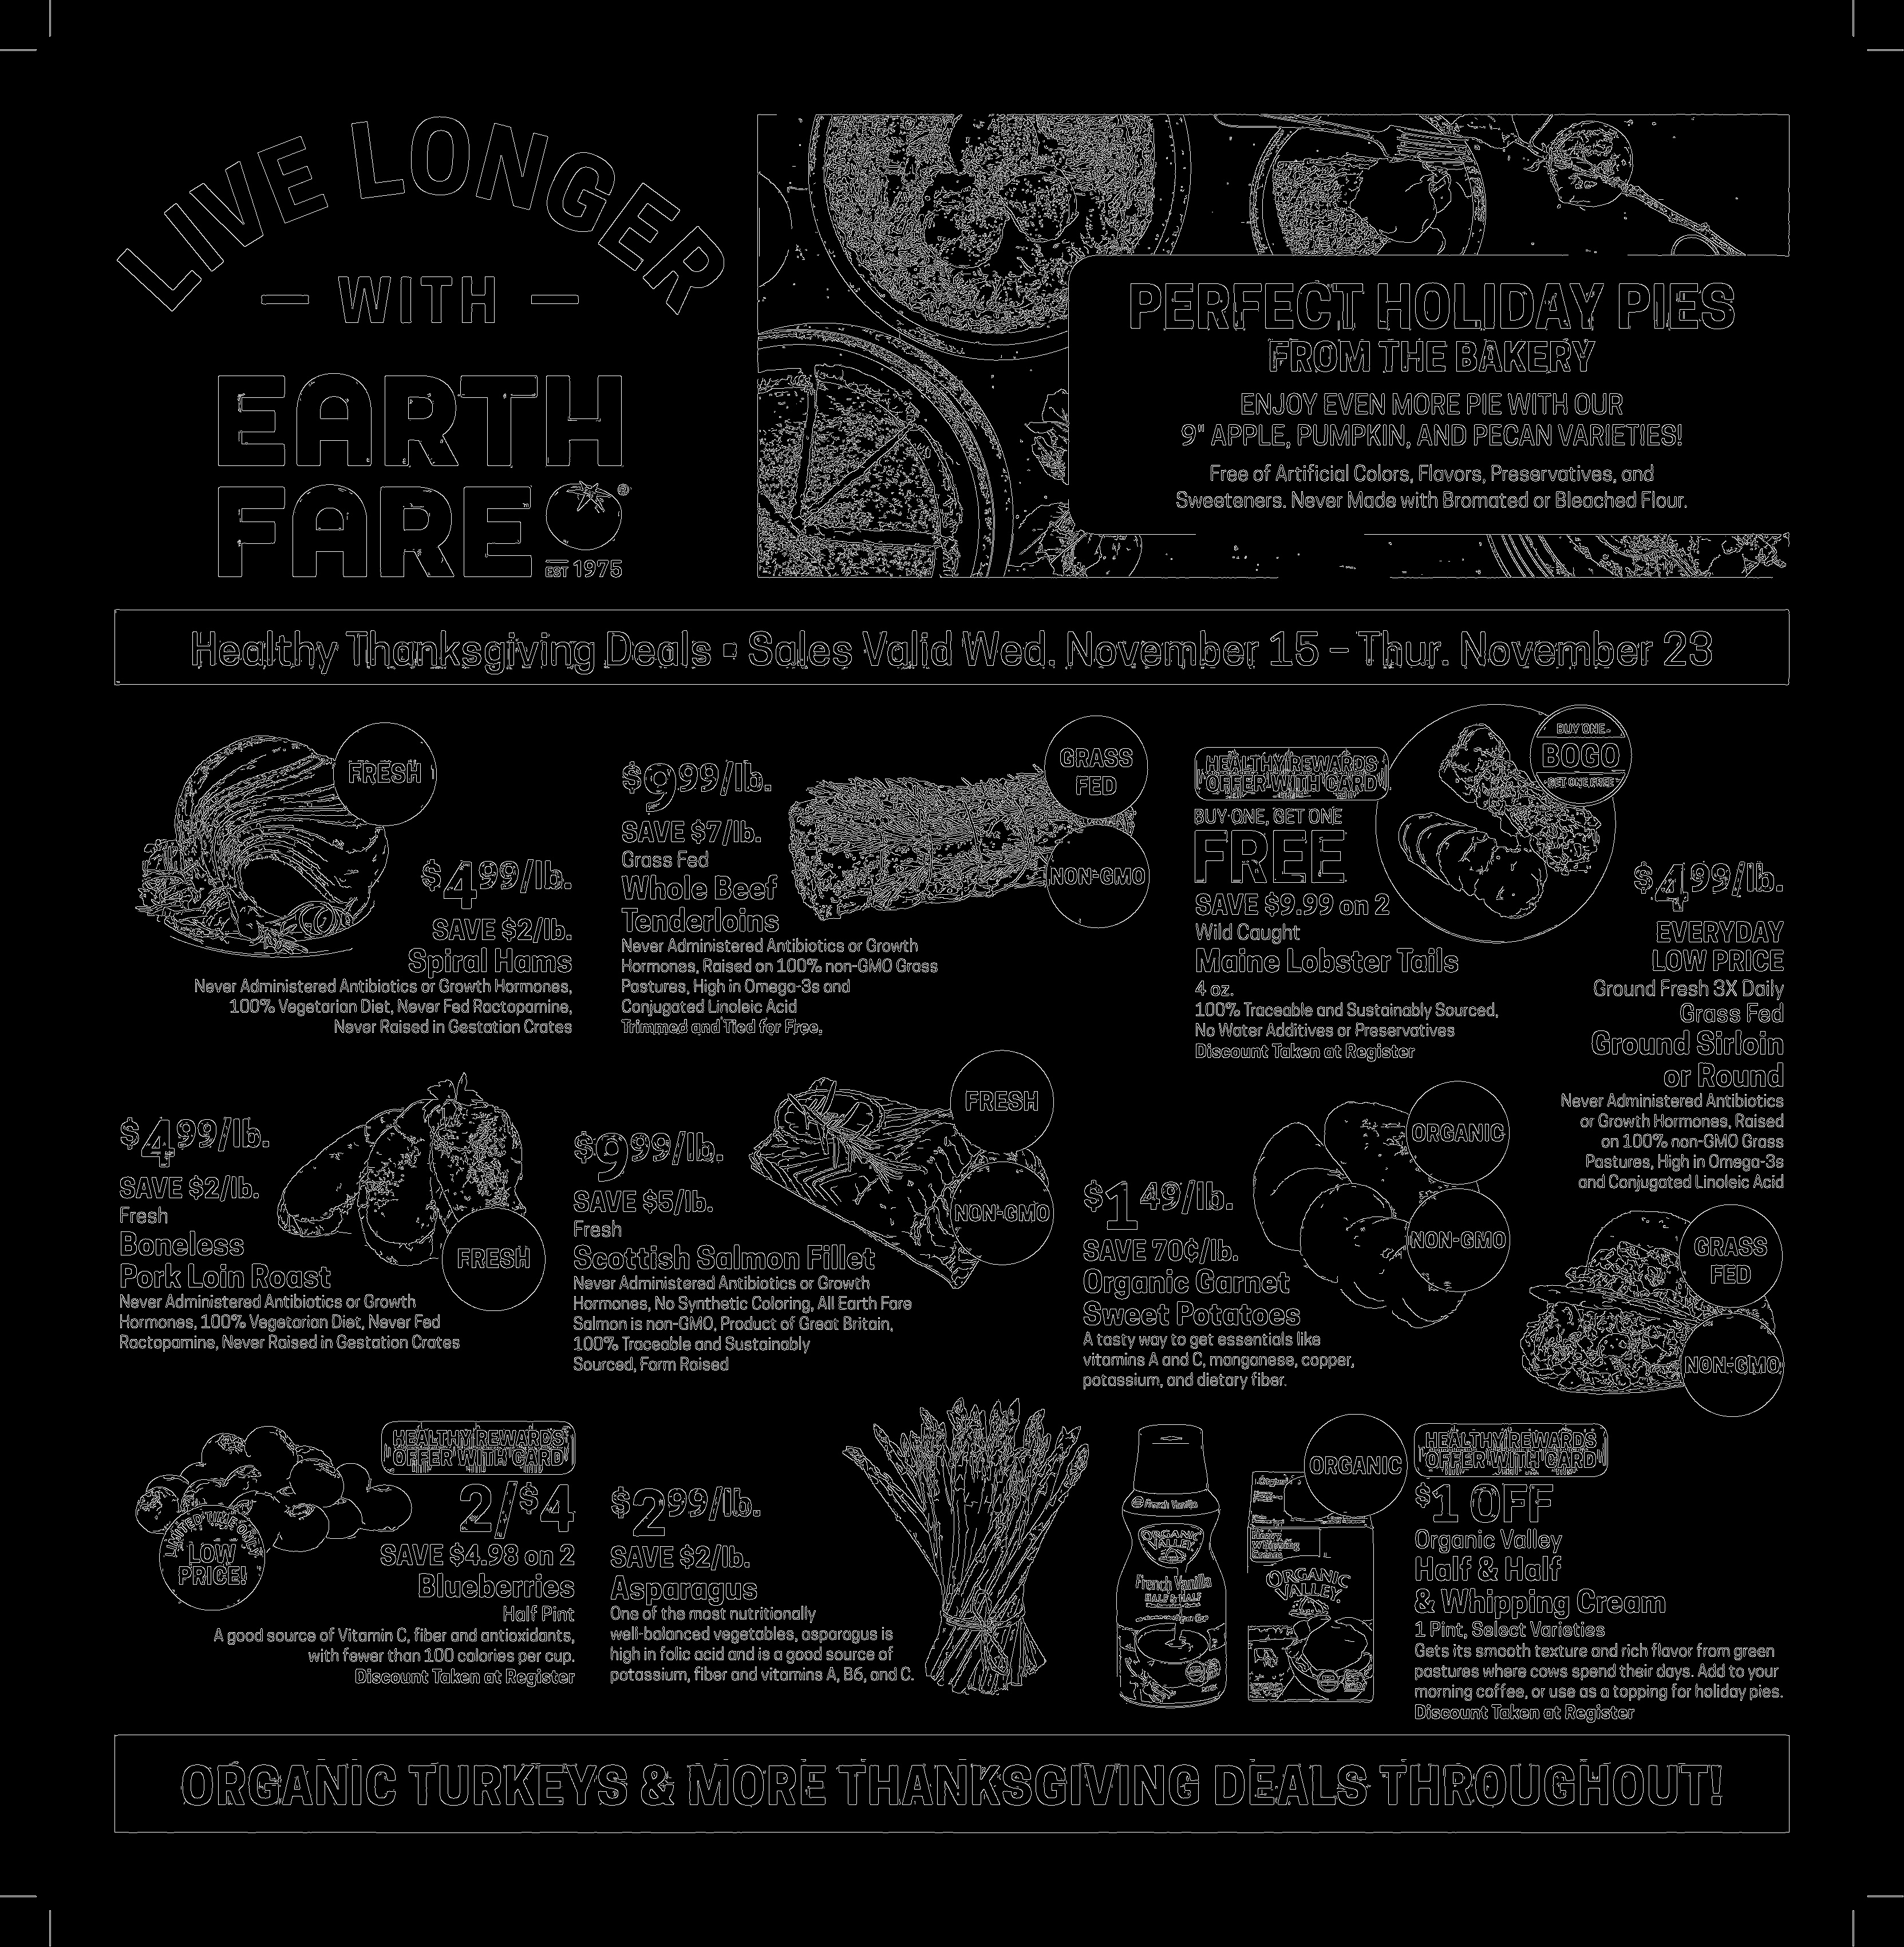 LIVE LONGER
WITH
EARTH
FARE®
EST 1975
PERFECT HOLIDAY PIES
FROM THE BAKERY
ENJOY EVEN MORE PIE WITH OUR
9" APPLE, PUMPKIN, AND PECAN VARIETIES!
Free of Artificial Colors, Flavors, Preservatives, and
Sweeteners. Never Made with Bromated or Bleached Flour.
Healthy Thanksgiving Deals ▪ Sales Valid Wed. November 15 – Thur. November 23
FRESH
$4.99/lb.
SAVE $2/lb.
Spiral Hams
Never Administered Antibiotics or Growth Hormones,
100% Vegetarian Diet, Never Fed Ractopamine,
Never Raised in Gestation Crates
$9.99/lb.
SAVE $7/lb.
Grass Fed
Whole Beef
Tenderloins
Never Administered Antibiotics or Growth
Hormones, Raised on 100% non-GMO Grass
Pastures, High in Omega-3s and
Conjugated Linoleic Acid
Trimmed and Tied for Free.
GRASS
FED
NON-GMO
HEALTHY REWARDS
OFFER WITH CARD
BUY ONE, GET ONE
FREE
SAVE $9.99 on 2
Wild Caught
Maine Lobster Tails
4 oz.
100% Traceable and Sustainably Sourced,
No Water Additives or Preservatives
Discount Taken at Register
BUY ONE
BOGO
GET ONE FREE
$4.99/lb.
EVERYDAY
LOW PRICE
Ground Fresh 3X Daily
Grass Fed
Ground Sirloin
or Round
Never Administered Antibiotics
or Growth Hormones, Raised
on 100% non-GMO Grass
Pastures, High in Omega-3s
and Conjugated Linoleic Acid
GRASS
FED
NON-GMO
$4.99/lb.
SAVE $2/lb.
Fresh
Boneless
Pork Loin Roast
Never Administered Antibiotics or Growth
Hormones, 100% Vegetarian Diet, Never Fed
Ractopamine, Never Raised in Gestation Crates
FRESH
$9.99/lb.
SAVE $5/lb.
Fresh
Scottish Salmon Fillet
Never Administered Antibiotics or Growth
Hormones, No Synthetic Coloring, All Earth Fare
Salmon is non-GMO, Product of Great Britain,
100% Traceable and Sustainably
Sourced, Farm Raised
FRESH
NON-GMO
$1.49/lb.
SAVE 70¢/lb.
Organic Garnet
Sweet Potatoes
A tasty way to get essentials like
vitamins A and C, manganese, copper,
potassium, and dietary fiber.
ORGANIC
NON-GMO
LIMITED TIME ONLY
LOW
PRICE!
HEALTHY REWARDS
OFFER WITH CARD
2/$4
SAVE $4.98 on 2
Blueberries
Half Pint
A good source of Vitamin C, fiber and antioxidants,
with fewer than 100 calories per cup.
Discount Taken at Register
$2.99/lb.
SAVE $2/lb.
Asparagus
One of the most nutritionally
well-balanced vegetables, asparagus is
high in folic acid and is a good source of
potassium, fiber and vitamins A, B6, and C.
French Vanilla
ORGANIC
VALLEY
French Vanilla
HALF & HALF
ORGANIC
Heavy
Whipping
Cream
ORGANIC
VALLEY
HEALTHY REWARDS
OFFER WITH CARD
$1 OFF
Organic Valley
Half & Half
& Whipping Cream
1 Pint, Select Varieties
Gets its smooth texture and rich flavor from green
pastures where cows spend their days. Add to your
morning coffee, or use as a topping for holiday pies.
Discount Taken at Register
ORGANIC TURKEYS & MORE THANKSGIVING DEALS THROUGHOUT!